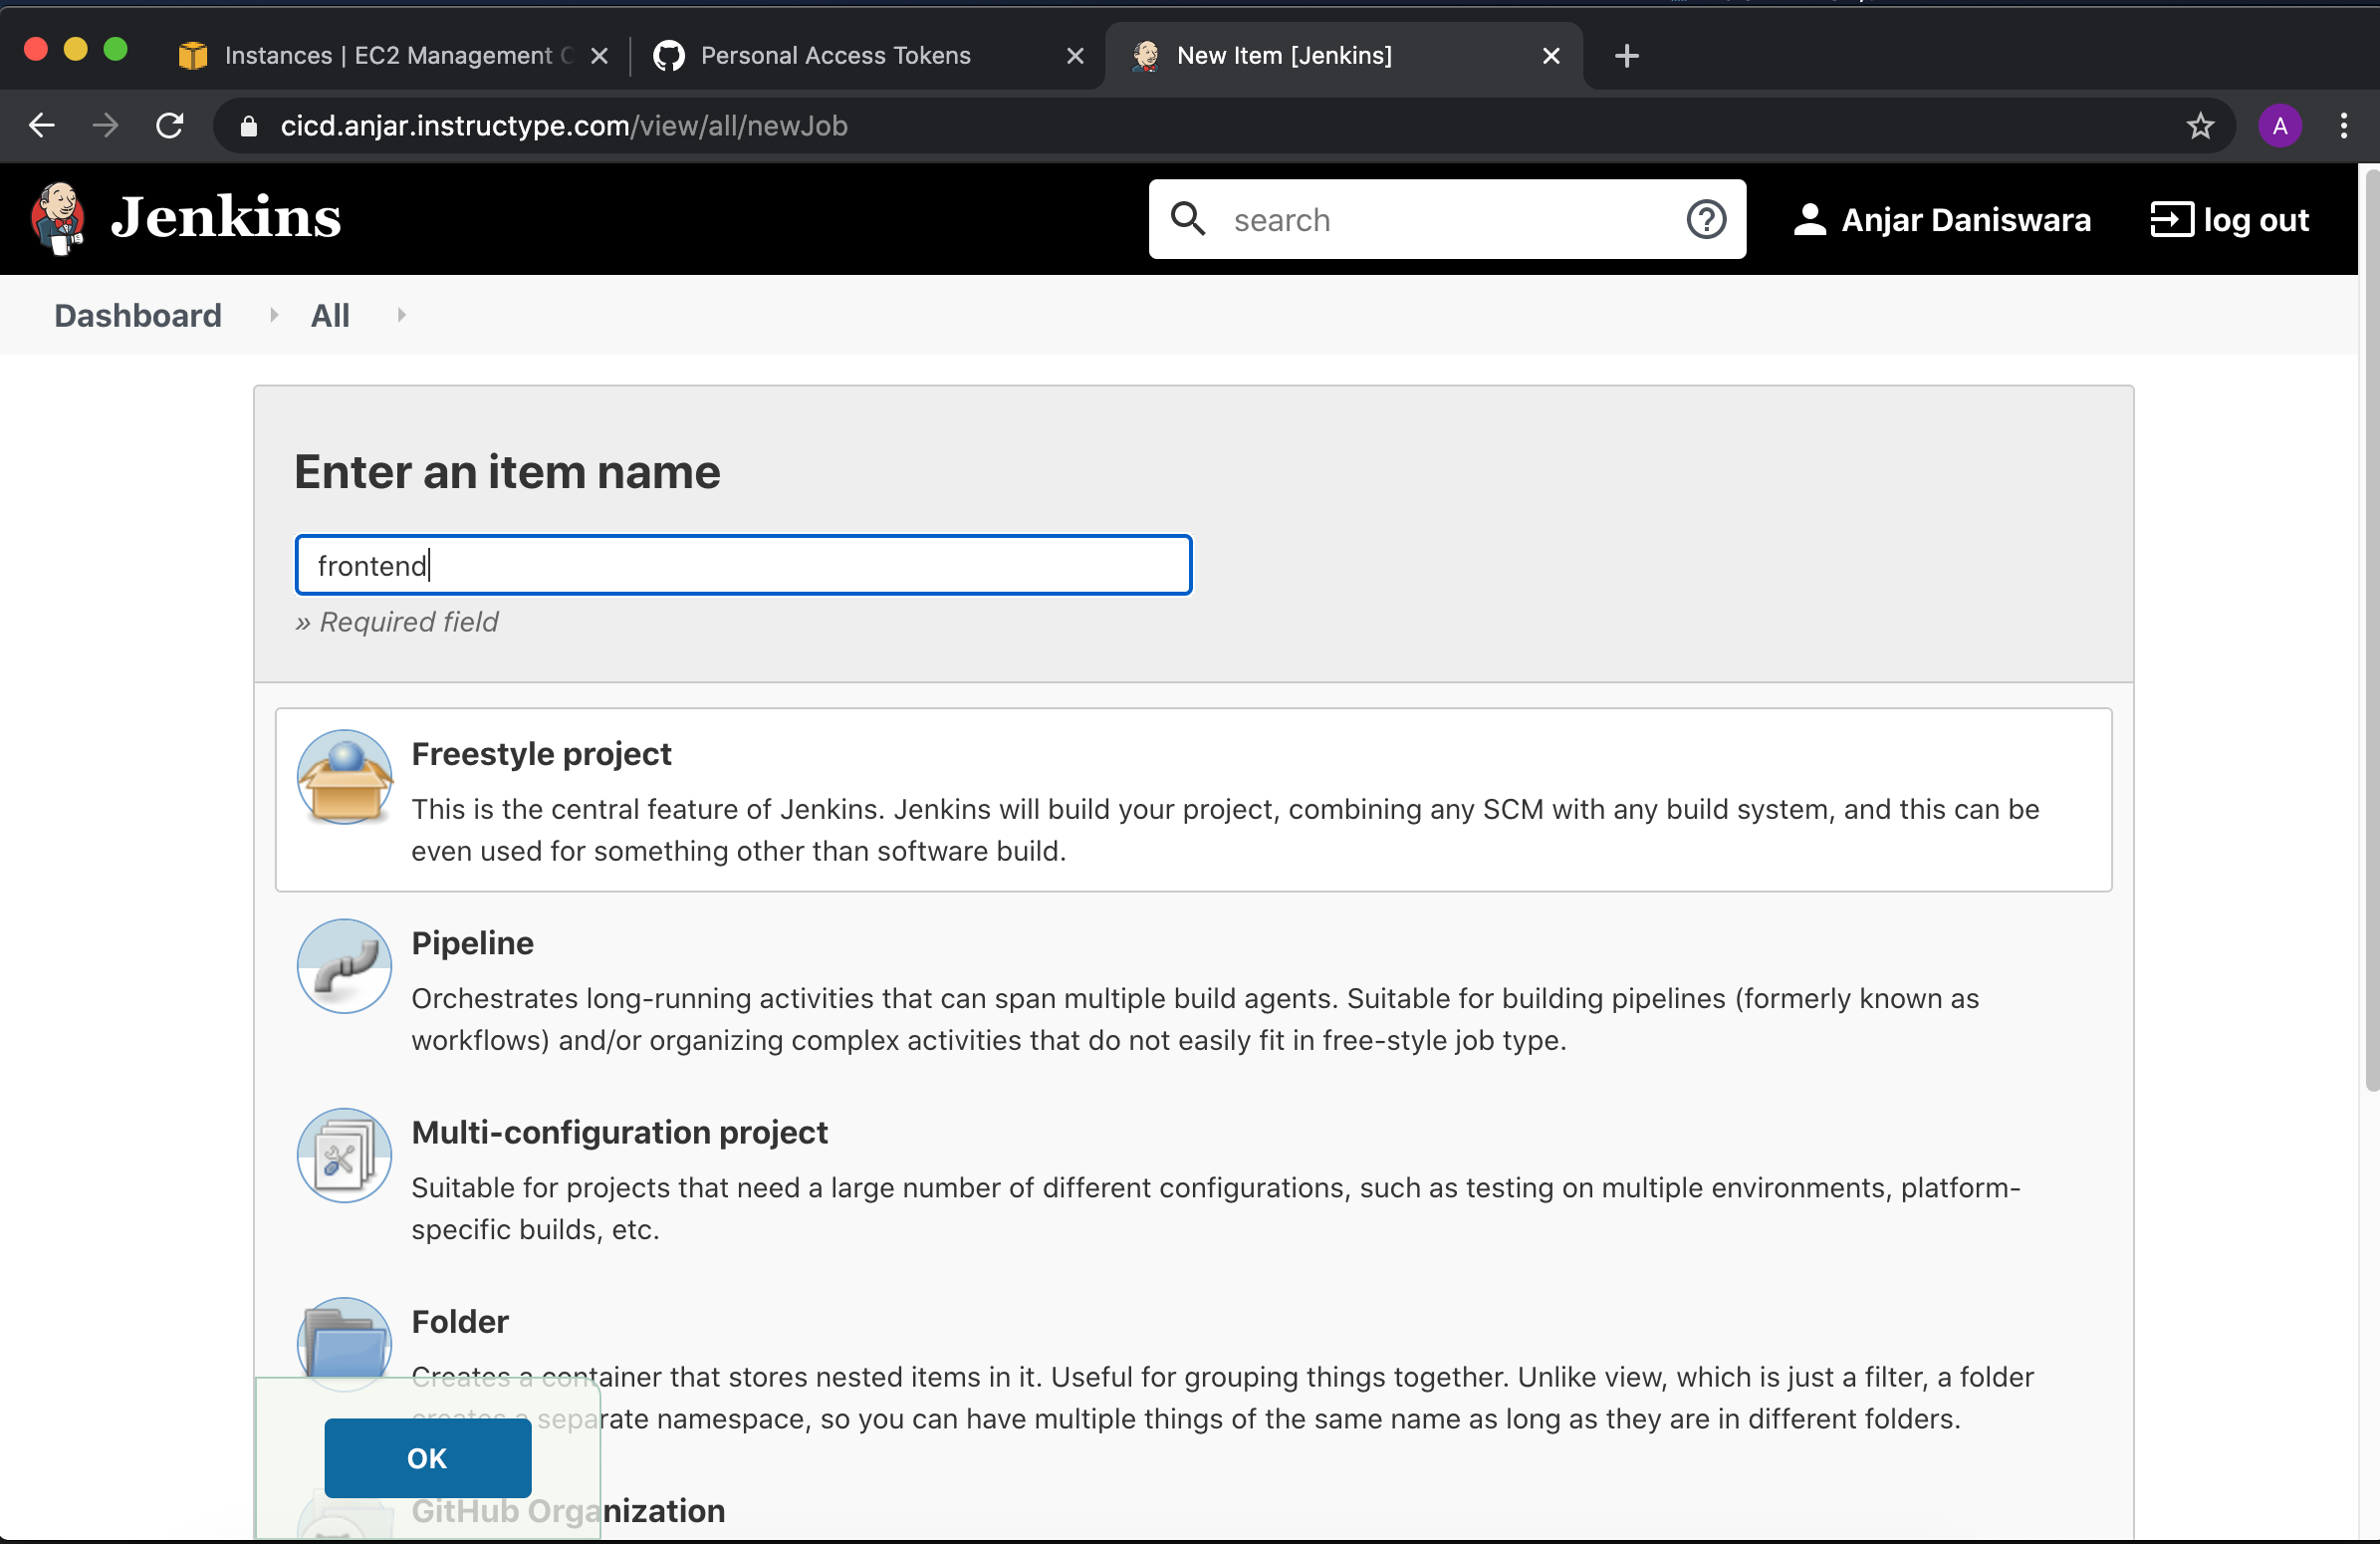 Instances | EC2 Management C
Personal Access Tokens
New Item [Jenkins]
cicd.anjar.instructype.com/view/all/newJob
A
Jenkins
search
Anjar Daniswara
log out
Dashboard
All
Enter an item name
frontend
» Required field
Freestyle project
This is the central feature of Jenkins. Jenkins will build your project, combining any SCM with any build system, and this can be
even used for something other than software build.
Pipeline
Orchestrates long-running activities that can span multiple build agents. Suitable for building pipelines (formerly known as
workflows) and/or organizing complex activities that do not easily fit in free-style job type.
Multi-configuration project
Suitable for projects that need a large number of different configurations, such as testing on multiple environments, platform-
specific builds, etc.
Folder
Creates a container that stores nested items in it. Useful for grouping things together. Unlike view, which is just a filter, a folder
creates a separate namespace, so you can have multiple things of the same name as long as they are in different folders.
OK
GitHub Organization